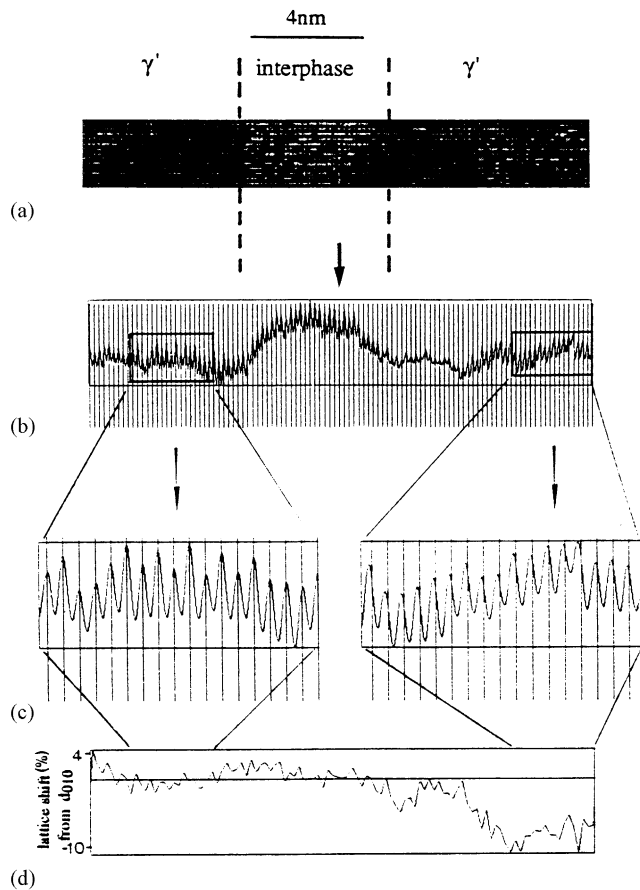 4nm
γ' interphase γ'
(a)
(b)
(c)
4
lattice shift (%)
from d010
-10
(d)